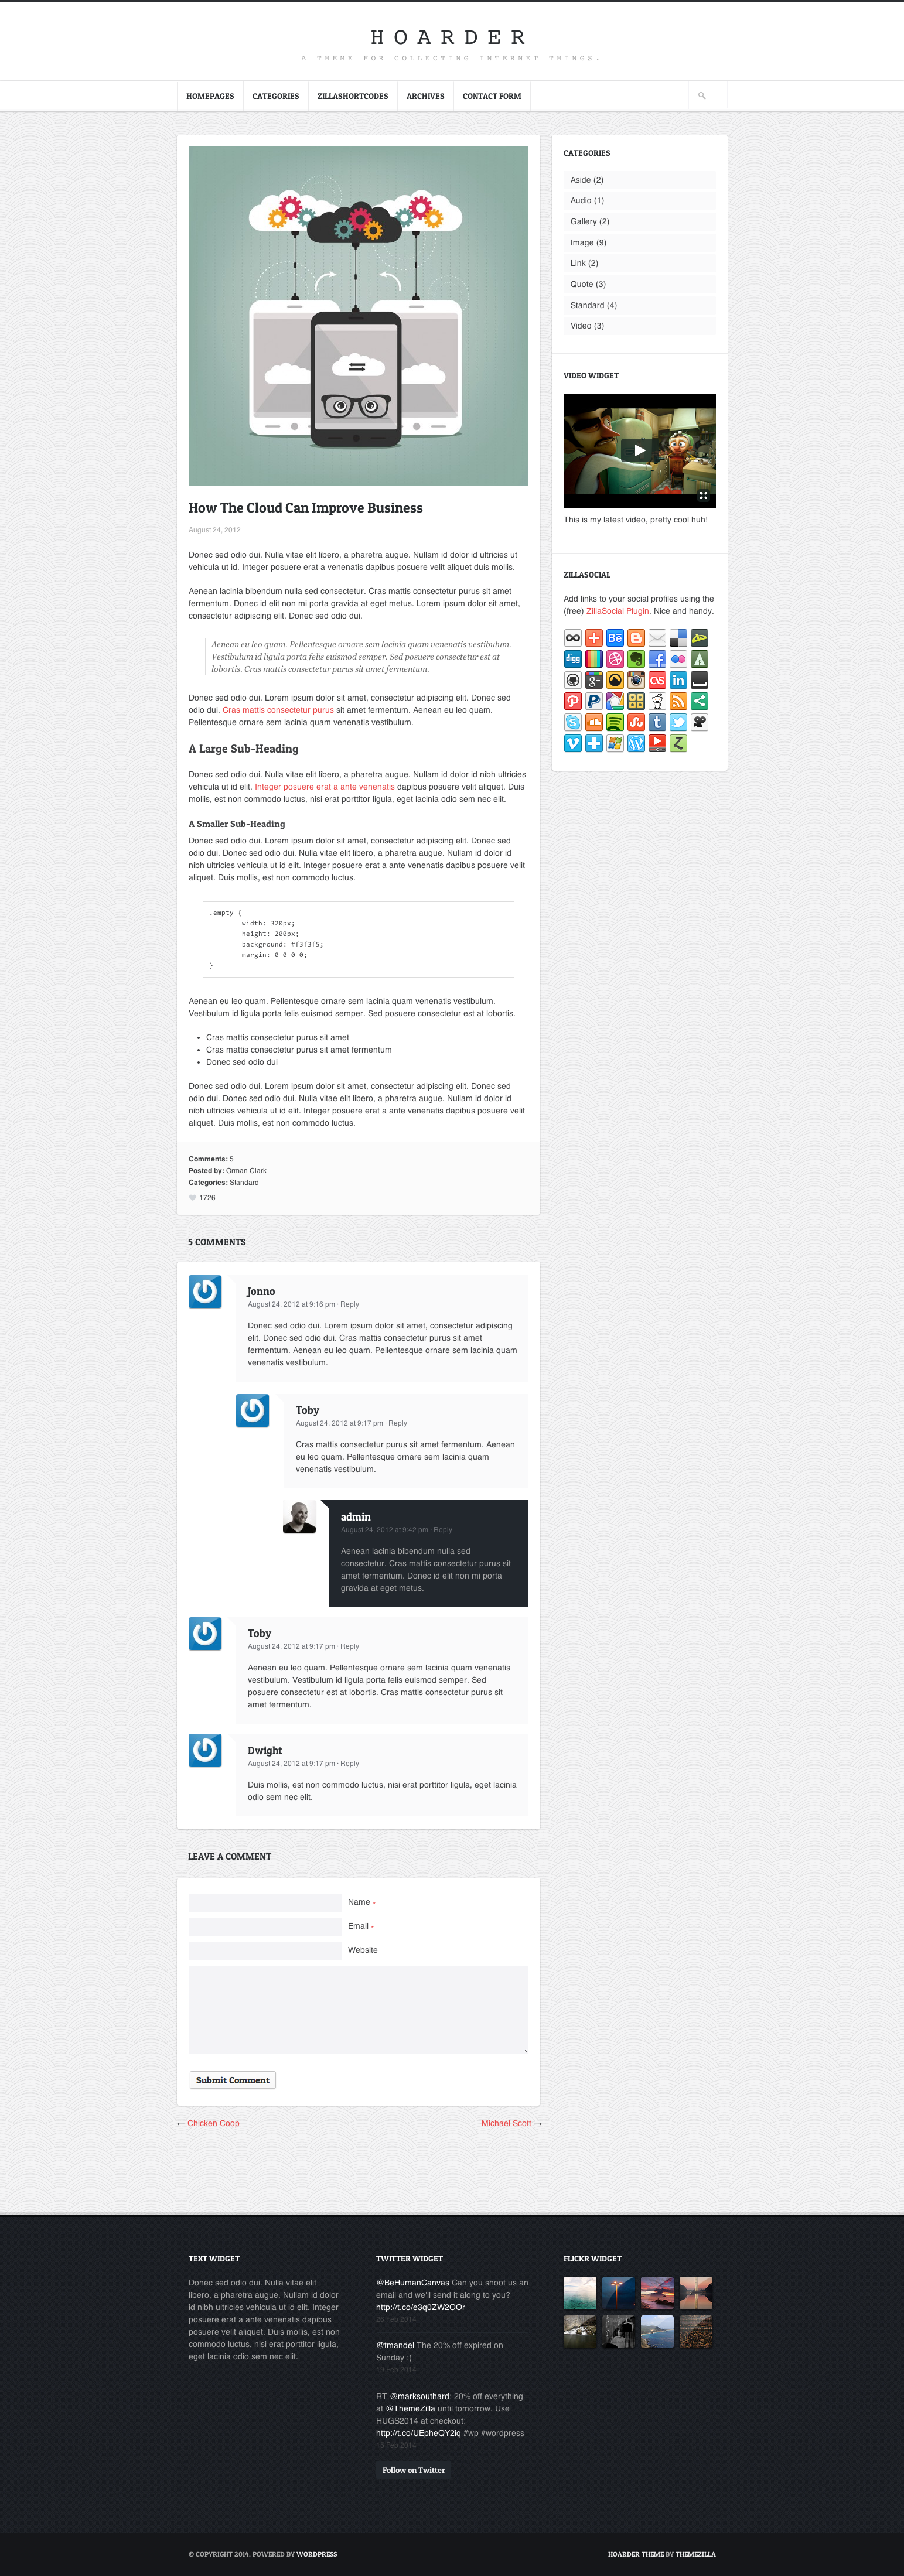 HOARDER
A THEME FOR COLLECTING INTERNET THINGS.
HOMEPAGES
CATEGORIES
ZILLASHORTCODES
ARCHIVES
CONTACT FORM
How The Cloud Can Improve Business
August 24, 2012
Donec sed odio dui. Nulla vitae elit libero, a pharetra augue. Nullam id dolor id ultricies ut
vehicula ut id. Integer posuere erat a venenatis dapibus posuere velit aliquet duis mollis.
Aenean lacinia bibendum nulla sed consectetur. Cras mattis consectetur purus sit amet
fermentum. Donec id elit non mi porta gravida at eget metus. Lorem ipsum dolor sit amet,
consectetur adipiscing elit. Donec sed odio dui.
Aenean eu leo quam. Pellentesque ornare sem lacinia quam venenatis vestibulum.
Vestibulum id ligula porta felis euismod semper. Sed posuere consectetur est at
lobortis. Cras mattis consectetur purus sit amet fermentum.
Donec sed odio dui. Lorem ipsum dolor sit amet, consectetur adipiscing elit. Donec sed
odio dui. Cras mattis consectetur purus sit amet fermentum. Aenean eu leo quam.
Pellentesque ornare sem lacinia quam venenatis vestibulum.
A Large Sub-Heading
Donec sed odio dui. Nulla vitae elit libero, a pharetra augue. Nullam id dolor id nibh ultricies
vehicula ut id elit. Integer posuere erat a ante venenatis dapibus posuere velit aliquet. Duis
mollis, est non commodo luctus, nisi erat porttitor ligula, eget lacinia odio sem nec elit.
A Smaller Sub-Heading
Donec sed odio dui. Lorem ipsum dolor sit amet, consectetur adipiscing elit. Donec sed
odio dui. Donec sed odio dui. Nulla vitae elit libero, a pharetra augue. Nullam id dolor id
nibh ultricies vehicula ut id elit. Integer posuere erat a ante venenatis dapibus posuere velit
aliquet. Duis mollis, est non commodo luctus.
.empty {
width: 320px;
height: 200px;
background: #f3f3f5;
margin: 0 0 0 0;
}
Aenean eu leo quam. Pellentesque ornare sem lacinia quam venenatis vestibulum.
Vestibulum id ligula porta felis euismod semper. Sed posuere consectetur est at lobortis.
• Cras mattis consectetur purus sit amet
• Cras mattis consectetur purus sit amet fermentum
• Donec sed odio dui
Donec sed odio dui. Lorem ipsum dolor sit amet, consectetur adipiscing elit. Donec sed
odio dui. Donec sed odio dui. Nulla vitae elit libero, a pharetra augue. Nullam id dolor id
nibh ultricies vehicula ut id elit. Integer posuere erat a ante venenatis dapibus posuere velit
aliquet. Duis mollis, est non commodo luctus.
Comments: 5
Posted by: Orman Clark
Categories: Standard
1726
CATEGORIES
Aside (2)
Audio (1)
Gallery (2)
Image (9)
Link (2)
Quote (3)
Standard (4)
Video (3)
VIDEO WIDGET
This is my latest video, pretty cool huh!
ZILLASOCIAL
Add links to your social profiles using the
(free) ZillaSocial Plugin. Nice and handy.
5 COMMENTS
Jonno
August 24, 2012 at 9:16 pm · Reply
Donec sed odio dui. Lorem ipsum dolor sit amet, consectetur adipiscing
elit. Donec sed odio dui. Cras mattis consectetur purus sit amet
fermentum. Aenean eu leo quam. Pellentesque ornare sem lacinia quam
venenatis vestibulum.
Toby
August 24, 2012 at 9:17 pm · Reply
Cras mattis consectetur purus sit amet fermentum. Aenean
eu leo quam. Pellentesque ornare sem lacinia quam
venenatis vestibulum.
admin
August 24, 2012 at 9:42 pm · Reply
Aenean lacinia bibendum nulla sed
consectetur. Cras mattis consectetur purus sit
amet fermentum. Donec id elit non mi porta
gravida at eget metus.
Toby
August 24, 2012 at 9:17 pm · Reply
Aenean eu leo quam. Pellentesque ornare sem lacinia quam venenatis
vestibulum. Vestibulum id ligula porta felis euismod semper. Sed
posuere consectetur est at lobortis. Cras mattis consectetur purus sit
amet fermentum.
Dwight
August 24, 2012 at 9:17 pm · Reply
Duis mollis, est non commodo luctus, nisi erat porttitor ligula, eget lacinia
odio sem nec elit.
LEAVE A COMMENT
Name *
Email *
Website
Submit Comment
← Chicken Coop
Michael Scott →
TEXT WIDGET
Donec sed odio dui. Nulla vitae elit
libero, a pharetra augue. Nullam id dolor
id nibh ultricies vehicula ut id elit. Integer
posuere erat a ante venenatis dapibus
posuere velit aliquet. Duis mollis, est non
commodo luctus, nisi erat porttitor ligula,
eget lacinia odio sem nec elit.
TWITTER WIDGET
@BeHumanCanvas Can you shoot us an
email and we'll send it along to you?
http://t.co/e3q0ZW2OOr
26 Feb 2014
@tmandel The 20% off expired on
Sunday :(
19 Feb 2014
RT @marksouthard: 20% off everything
at @ThemeZilla until tomorrow. Use
HUGS2014 at checkout:
http://t.co/UEpheQY2iq #wp #wordpress
15 Feb 2014
Follow on Twitter
FLICKR WIDGET
© COPYRIGHT 2014. POWERED BY WORDPRESS
HOARDER THEME BY THEMEZILLA